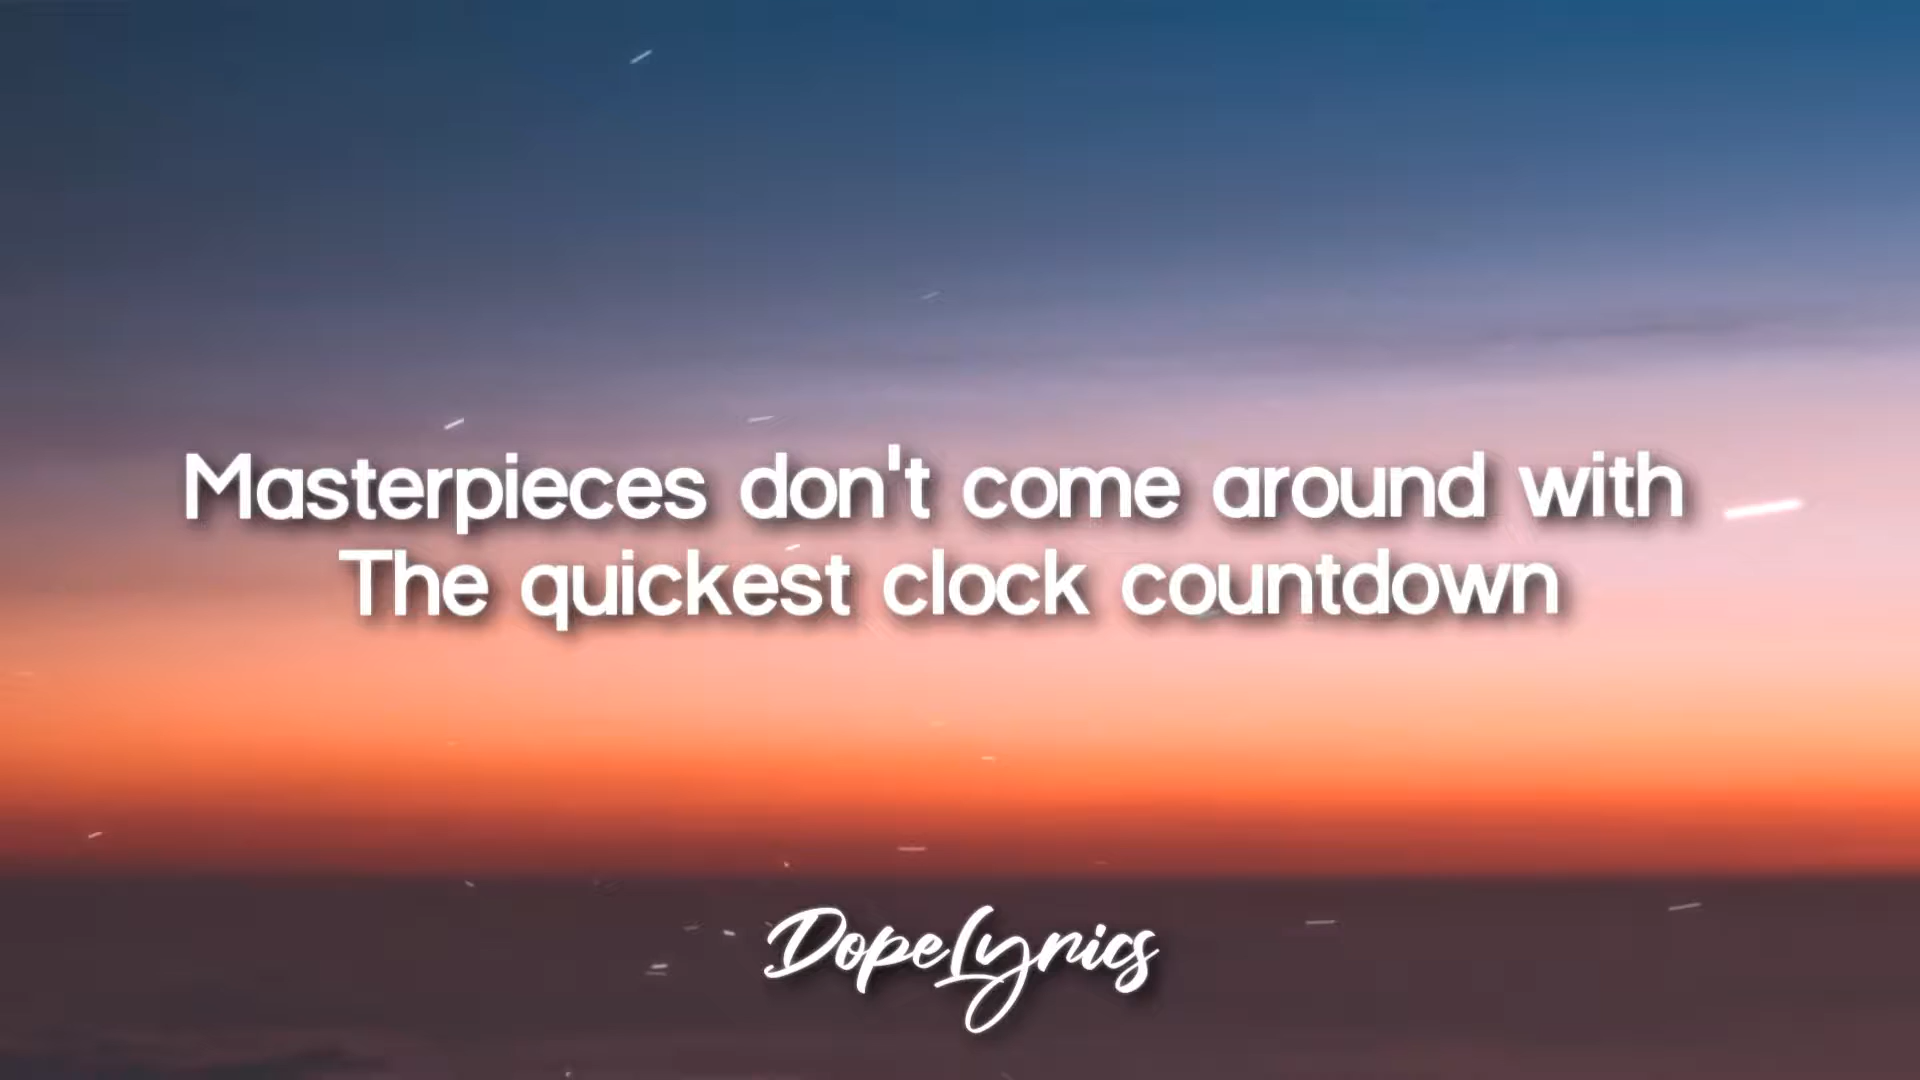 Masterpieces don't come around with
The quickest clock countdown
DopeLyrics